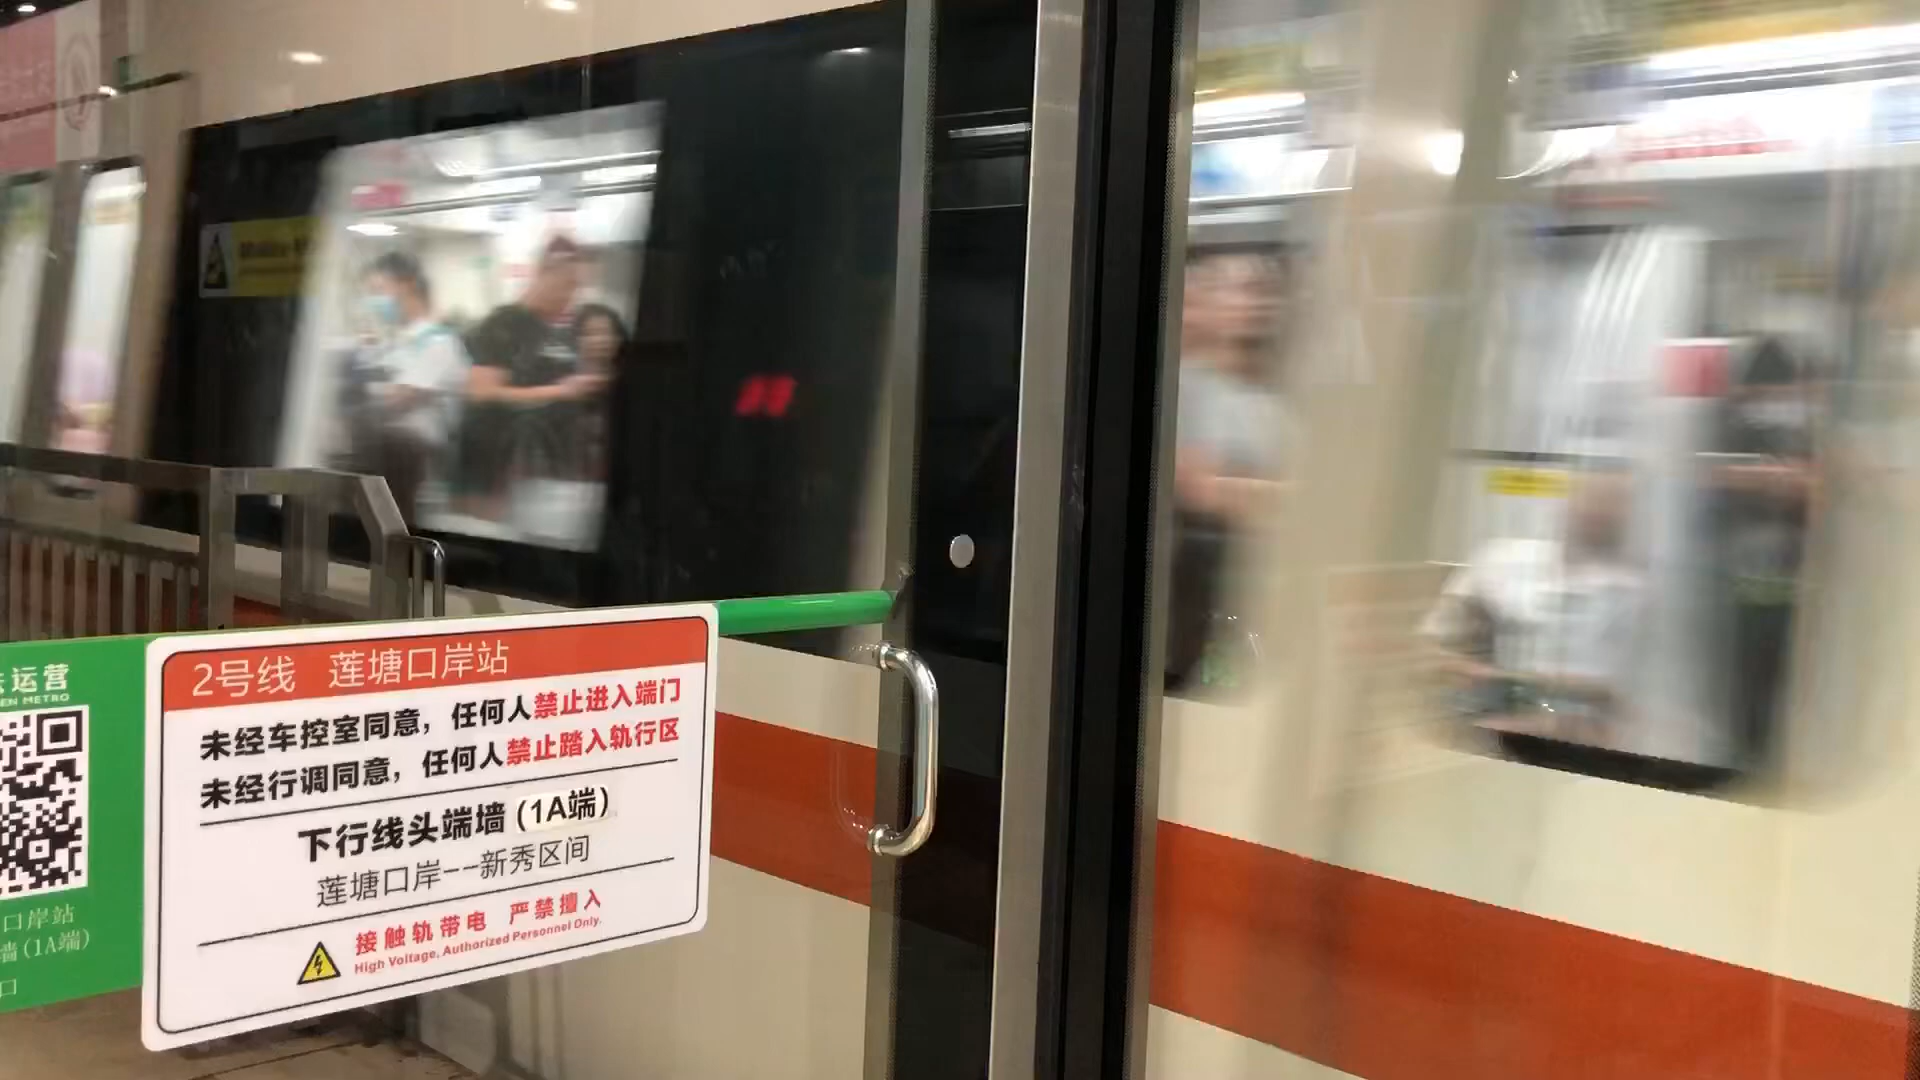 2号线 莲塘口岸站
未经车控室同意，任何人禁止进入端门
未经行调同意，任何人禁止踏入轨行区
下行线头端墙(1A端)
莲塘口岸--新秀区间
接触轨带电 严禁擅入
High Voltage, Authorized Personnel Only.
运营
EN METRO
口岸站
墙(1A端)
口